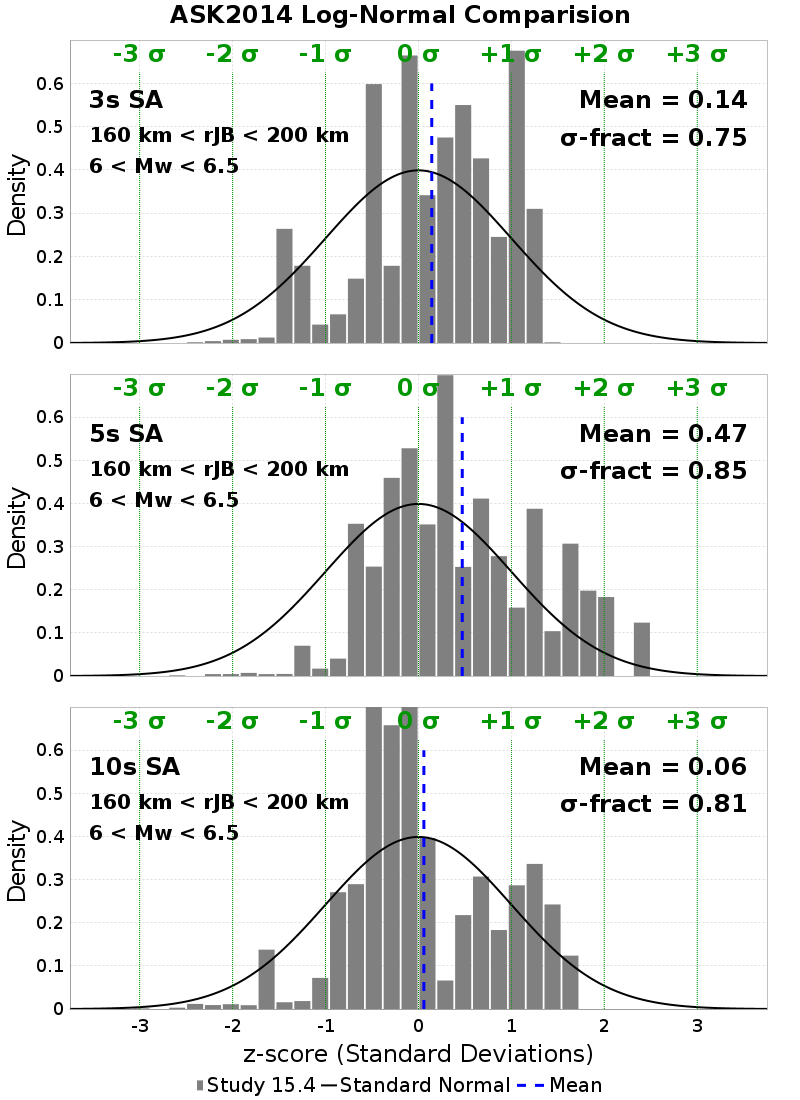 ASK2014 Log-Normal Comparision
-3 σ -2 σ -1 σ 0 σ +1 σ +2 σ +3 σ
0.6
3s SA
Mean = 0.14
0.5
160 km < rJB < 200 km
σ-fract = 0.75
0.4
6 < Mw < 6.5
0.3
0.2
0.1
0
Density
-3 σ -2 σ -1 σ 0 σ +1 σ +2 σ +3 σ
0.6
5s SA
Mean = 0.47
0.5
160 km < rJB < 200 km
σ-fract = 0.85
0.4
6 < Mw < 6.5
0.3
0.2
0.1
0
Density
-3 σ -2 σ -1 σ 0 σ +1 σ +2 σ +3 σ
0.6
10s SA
Mean = 0.06
0.5
160 km < rJB < 200 km
σ-fract = 0.81
0.4
6 < Mw < 6.5
0.3
0.2
0.1
0
Density
-3 -2 -1 0 1 2 3
z-score (Standard Deviations)
Study 15.4 Standard Normal Mean